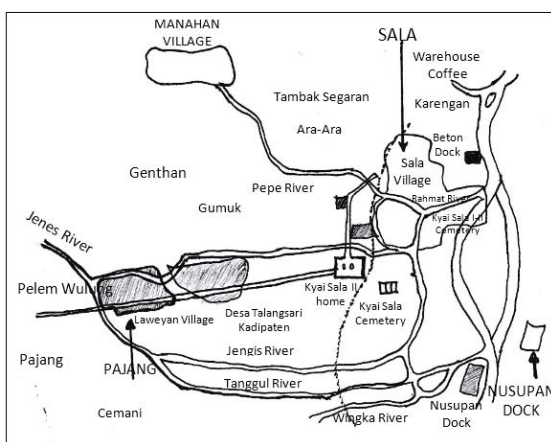 MANAHAN
VILLAGE
SALA
Warehouse
Coffee
Tambak Segaran
Karengan
Ara-Ara
Beton
Dock
Genthan
Sala
Village
Pepe River
Rahmat River
Gumuk
Kyai Sala I-II
Cemetery
Jenes River
Pelem Wulung
Kyai Sala II
home
Kyai Sala
Cemetery
Laweyan Village
Desa Talangsari
Kadipaten
Pajang
PAJANG
Jengis River
Tanggul River
NUSUPAN
DOCK
Cemani
Wingka River
Nusupan
Dock